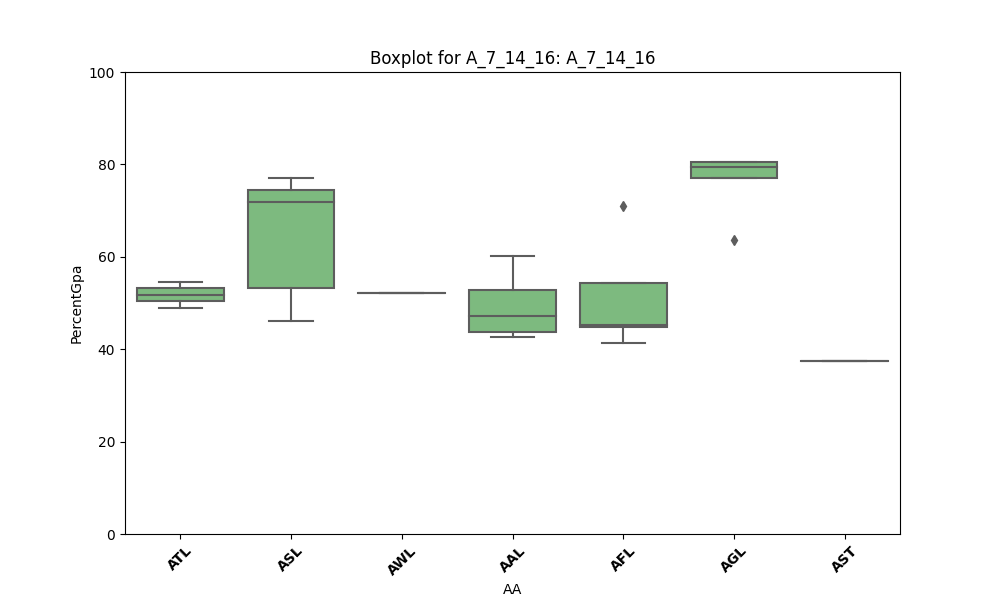 Boxplot for A_7_14_16: A_7_14_16
100
80
60
40
20
0
PercentGpa
ATL
ASL
AWL
AAL
AFL
AGL
AST
AA